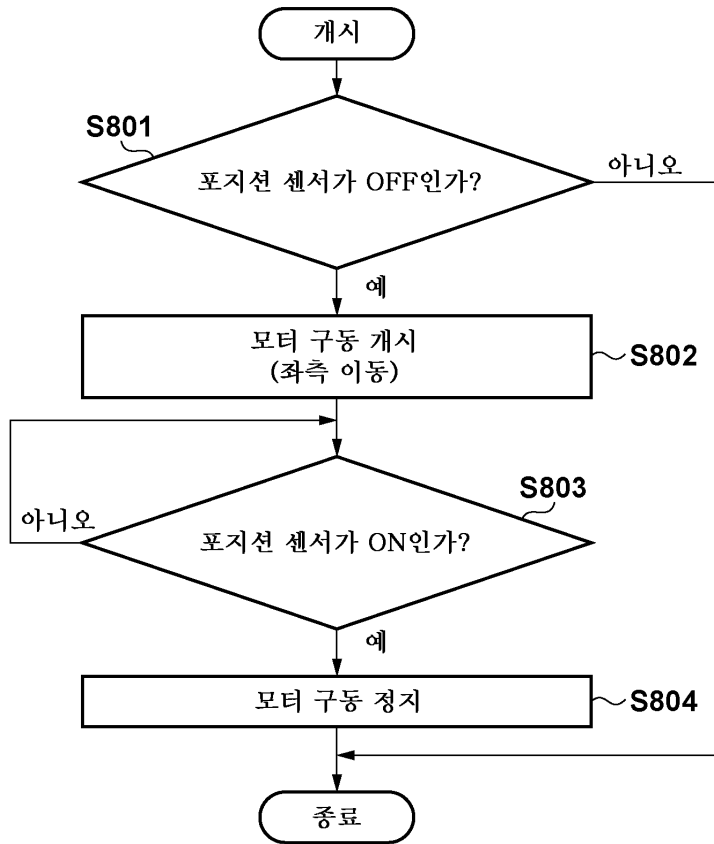 개시
S801
포지션 센서가 OFF인가?
아니오
예
모터 구동 개시
(좌측 이동)
S802
S803
아니오
포지션 센서가 ON인가?
예
모터 구동 정지
S804
종료